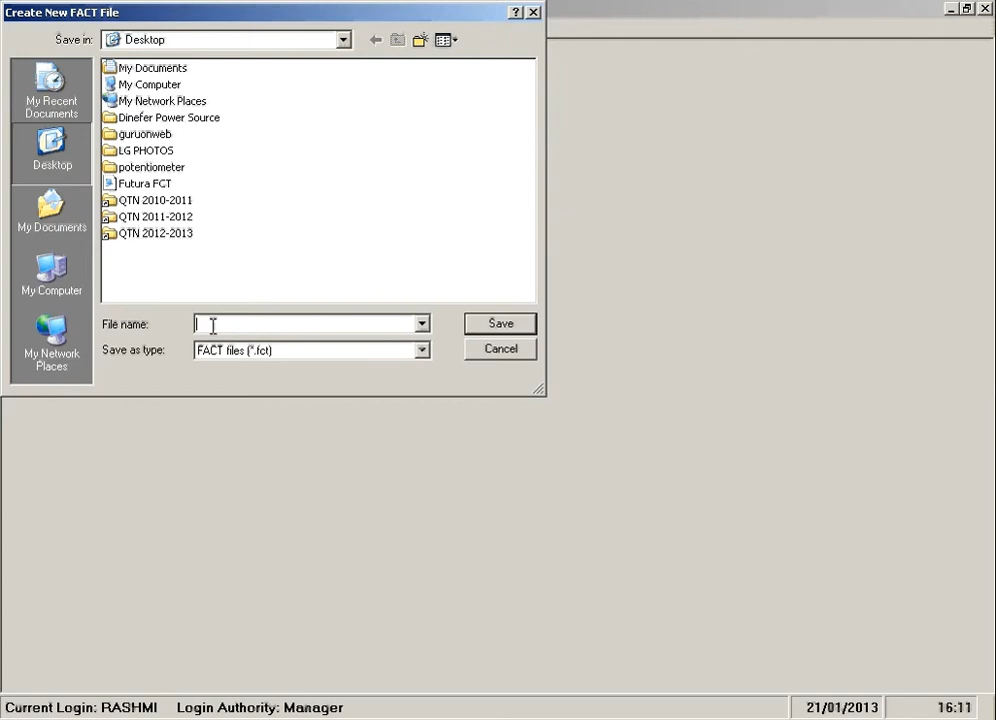 Create New FACT File
Save in:
Desktop
My Recent
Documents
Desktop
My Documents
My Computer
My Network
Places
My Documents
My Computer
My Network Places
Dinefer Power Source
guruonweb
LG PHOTOS
potentiometer
Futura FCT
QTN 2010-2011
QTN 2011-2012
QTN 2012-2013
File name:
Save
Save as type:
FACT files (*.fct)
Cancel
Current Login: RASHMI
Login Authority: Manager
21/01/2013
16:11